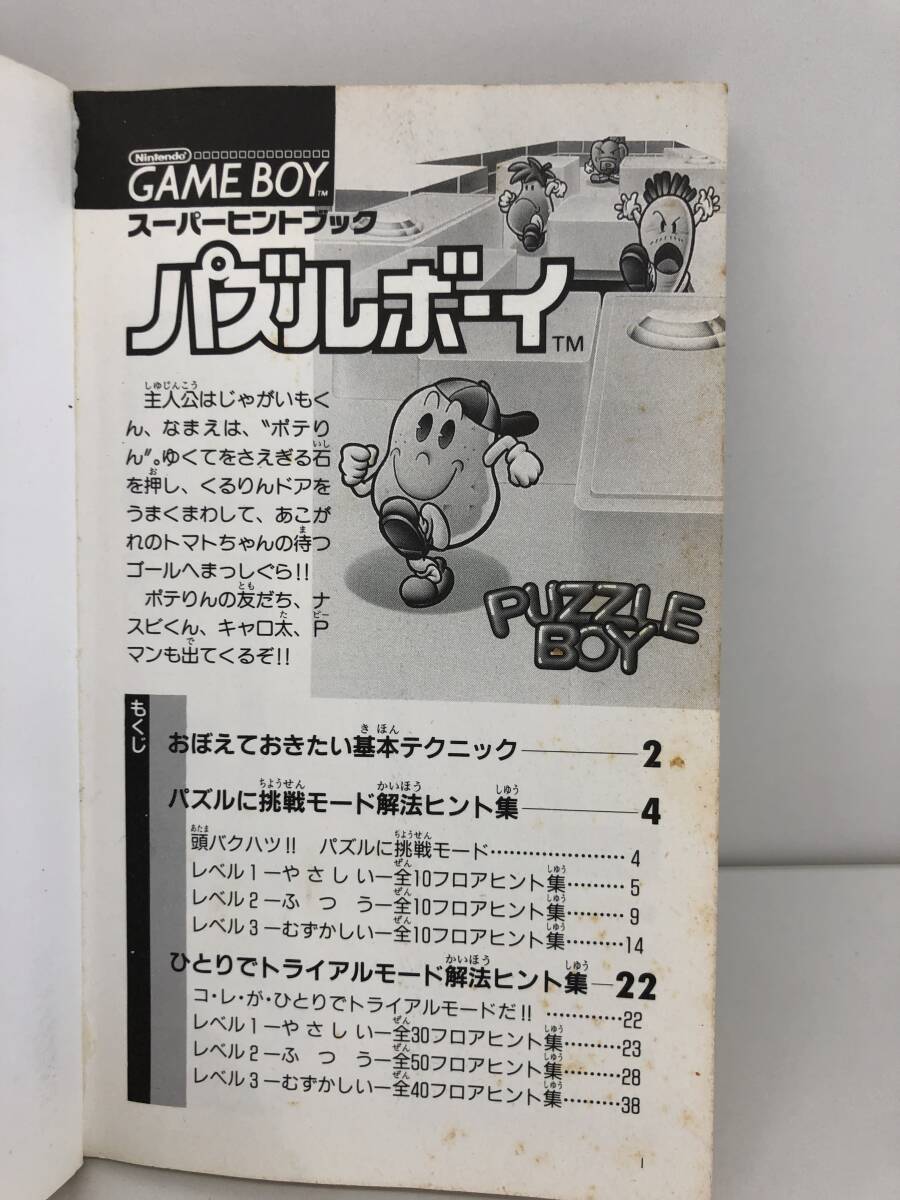 Nintendo
GAME BOY™
スーパーヒントブック
パズルボーイ™
主人公はじゃがいもく
ん、なまえは、〝ポテり
ん〟。ゆくてをさえぎる石
を押し、くるりんドアを
うまくまわして、あこが
れのトマトちゃんの待つ
ゴールへまっしぐら!!
ポテりんの友だち、ナ
スビくん、キャロ太、P
マンも出てくるぞ!!
PUZZLE
BOY
もくじ
おぼえておきたい基本テクニック――2
パズルに挑戦モード解法ヒント集――4
頭バクハツ!! パズルに挑戦モード……………………4
レベル1ーやさしいー全10フロアヒント集………5
レベル2ーふつうー全10フロアヒント集………9
レベル3ーむずかしいー全10フロアヒント集………14
ひとりでトライアルモード解法ヒント集―22
コ・レ・が・ひとりでトライアルモードだ!! …………22
レベル1ーやさしいー全30フロアヒント集………23
レベル2ーふつうー全50フロアヒント集………28
レベル3ーむずかしいー全40フロアヒント集………38
1